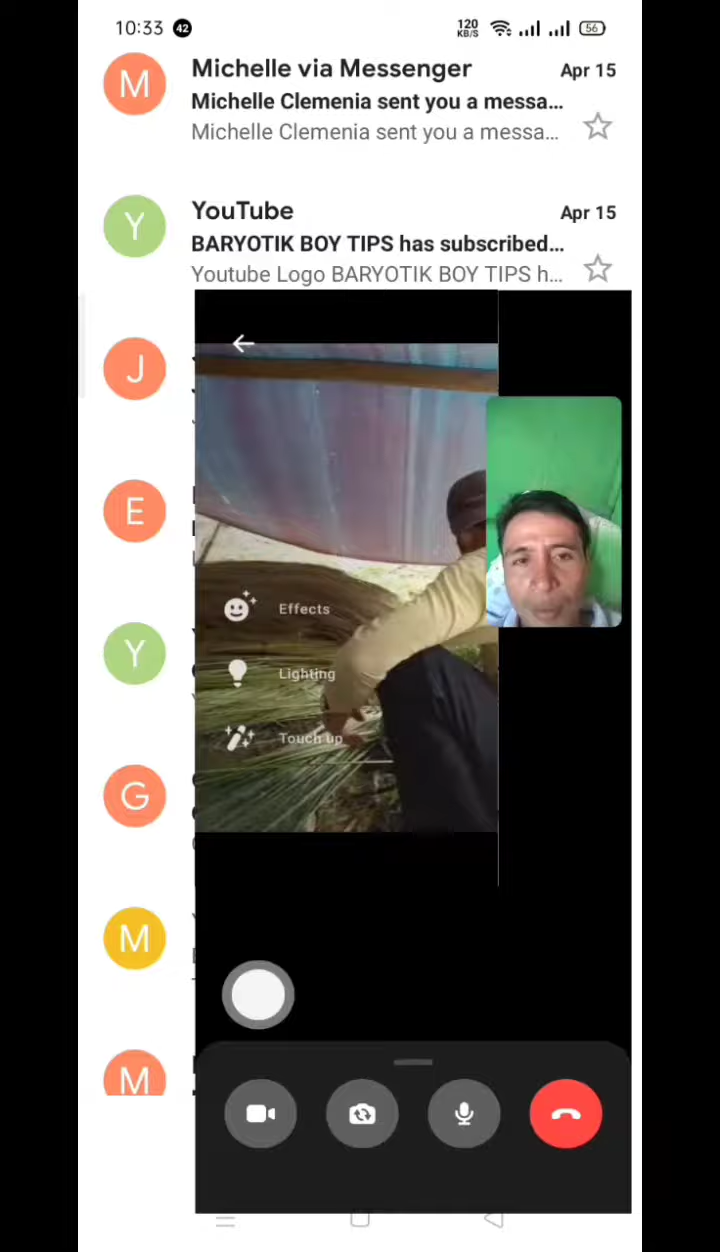 10:33 42
120
KB/S
56
M
Michelle via Messenger
Apr 15
Michelle Clemenia sent you a messa...
Michelle Clemenia sent you a messa...
Y
YouTube
Apr 15
BARYOTIK BOY TIPS has subscribed...
Youtube Logo BARYOTIK BOY TIPS h...
J
E
Effects
Y
Lighting
Touch up
G
M
M